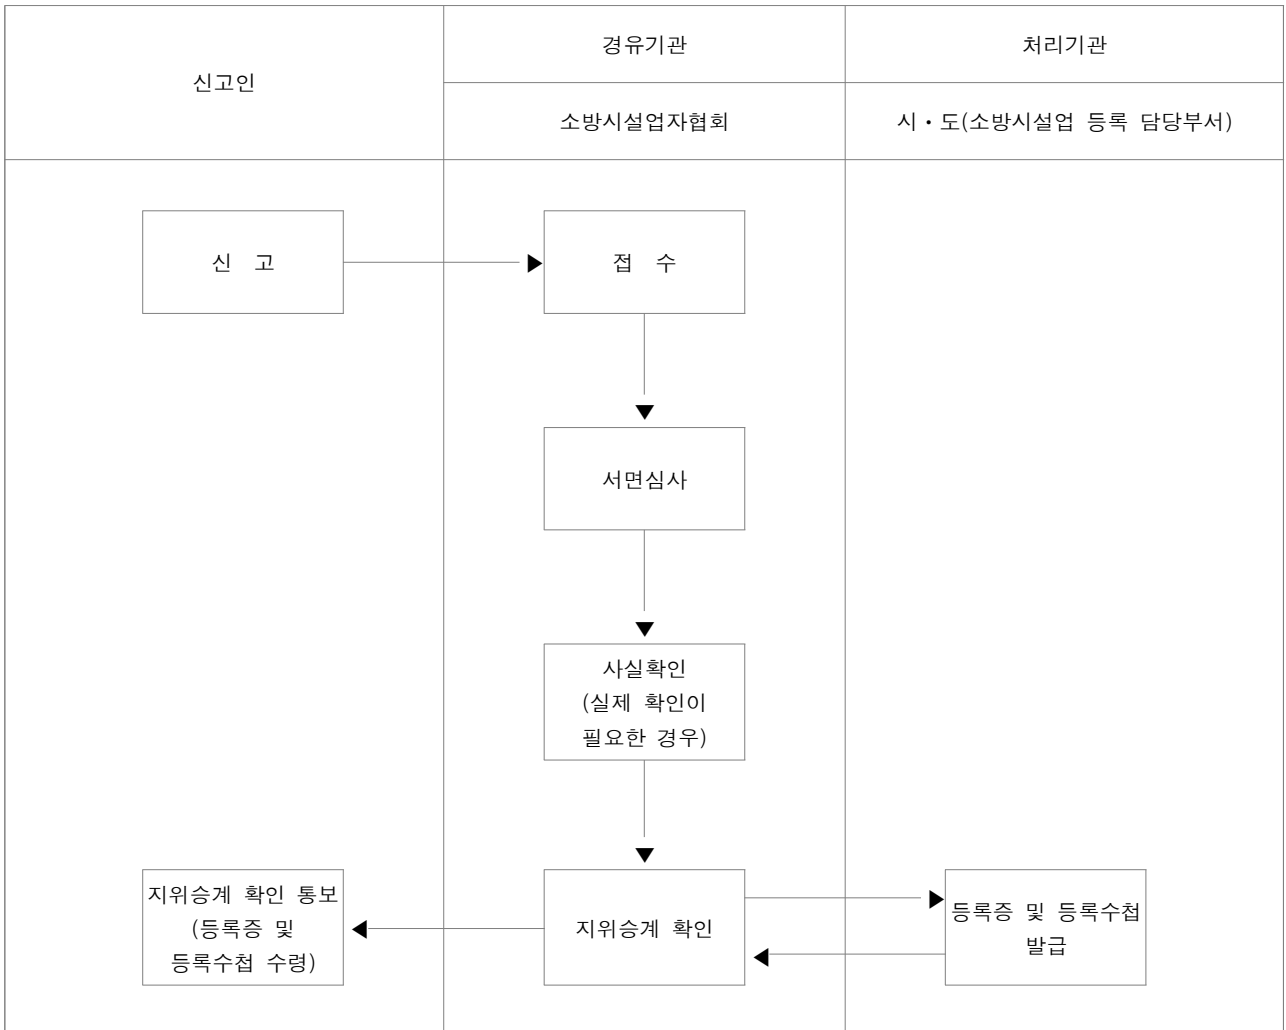 신고인
경유기관
처리기관
소방시설업자협회
시・도(소방시설업 등록 담당부서)
신 고
접 수
서면심사
사실확인
(실제 확인이
필요한 경우)
지위승계 확인 통보
(등록증 및
등록수첩 수령)
지위승계 확인
등록증 및 등록수첩
발급